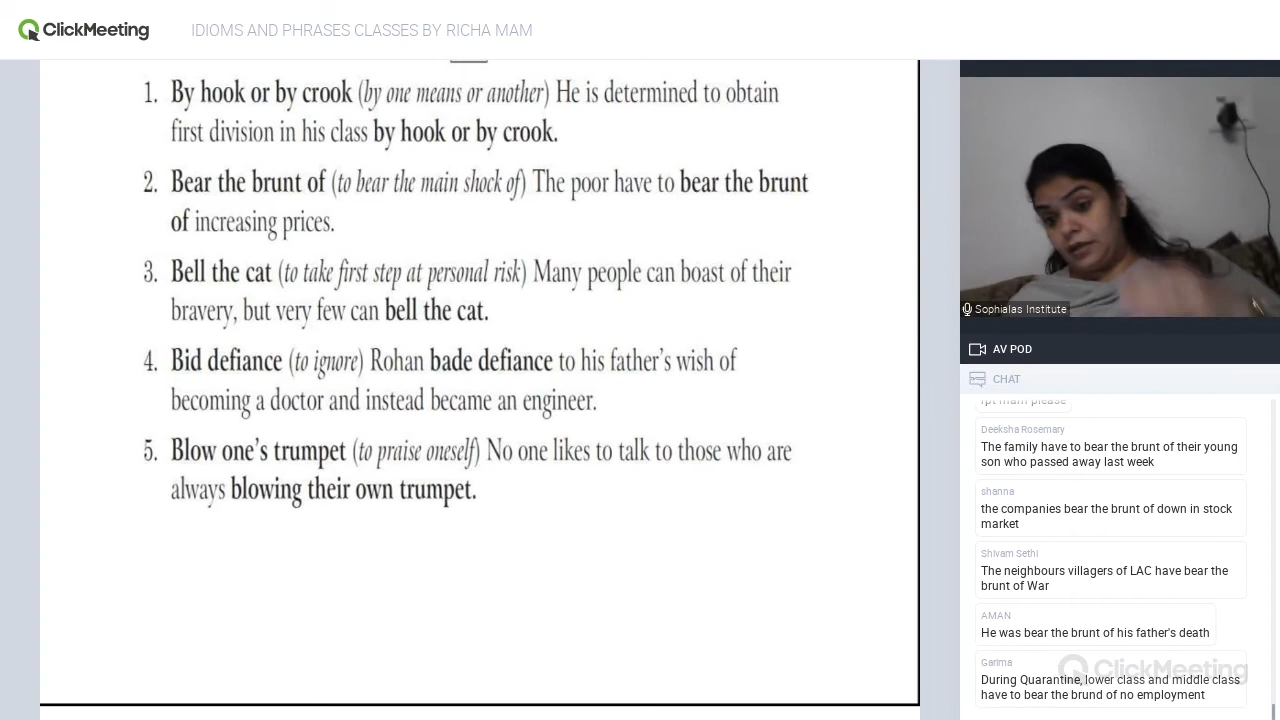 ClickMeeting
IDIOMS AND PHRASES CLASSES BY RICHA MAM
1. By hook or by crook (by one means or another) He is determined to obtain
first division in his class by hook or by crook.
2. Bear the brunt of (to bear the main shock of) The poor have to bear the brunt
of increasing prices.
3. Bell the cat (to take first step at personal risk) Many people can boast of their
bravery, but very few can bell the cat.
4. Bid defiance (to ignore) Rohan bade defiance to his father's wish of
becoming a doctor and instead became an engineer.
5. Blow one's trumpet (to praise oneself) No one likes to talk to those who are
always blowing their own trumpet.
Sophialas Institute
AV POD
CHAT
rpt mam please
Deeksha Rosemary
The family have to bear the brunt of their young
son who passed away last week
shanna
the companies bear the brunt of down in stock
market
Shivam Sethi
The neighbours villagers of LAC have bear the
brunt of War
AMAN
He was bear the brunt of his father's death
Garima
During Quarantine, lower class and middle class
have to bear the brund of no employment
ClickMeeting